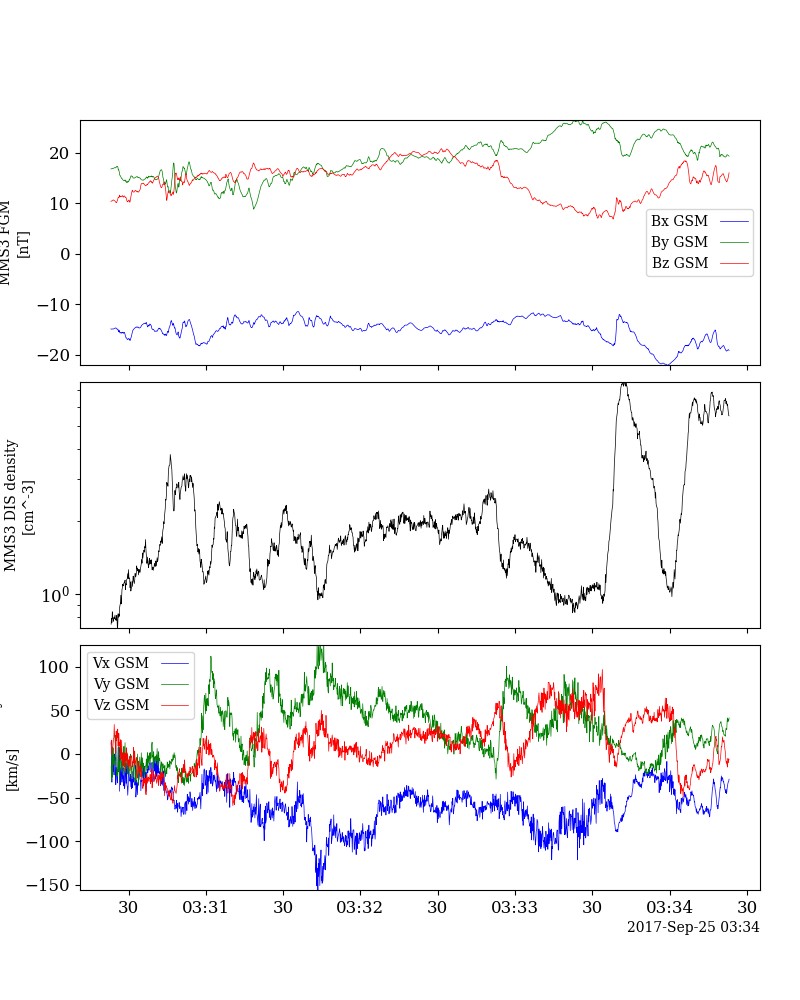 20
10
0
−10
−20
MMS3 FGM
[nT]
Bx GSM
By GSM
Bz GSM
10⁰
MMS3 DIS density
[cm^-3]
100
50
0
−50
−100
−150
[km/s]
Vx GSM
Vy GSM
Vz GSM
30 03:31 30 03:32 30 03:33 30 03:34 30
2017-Sep-25 03:34